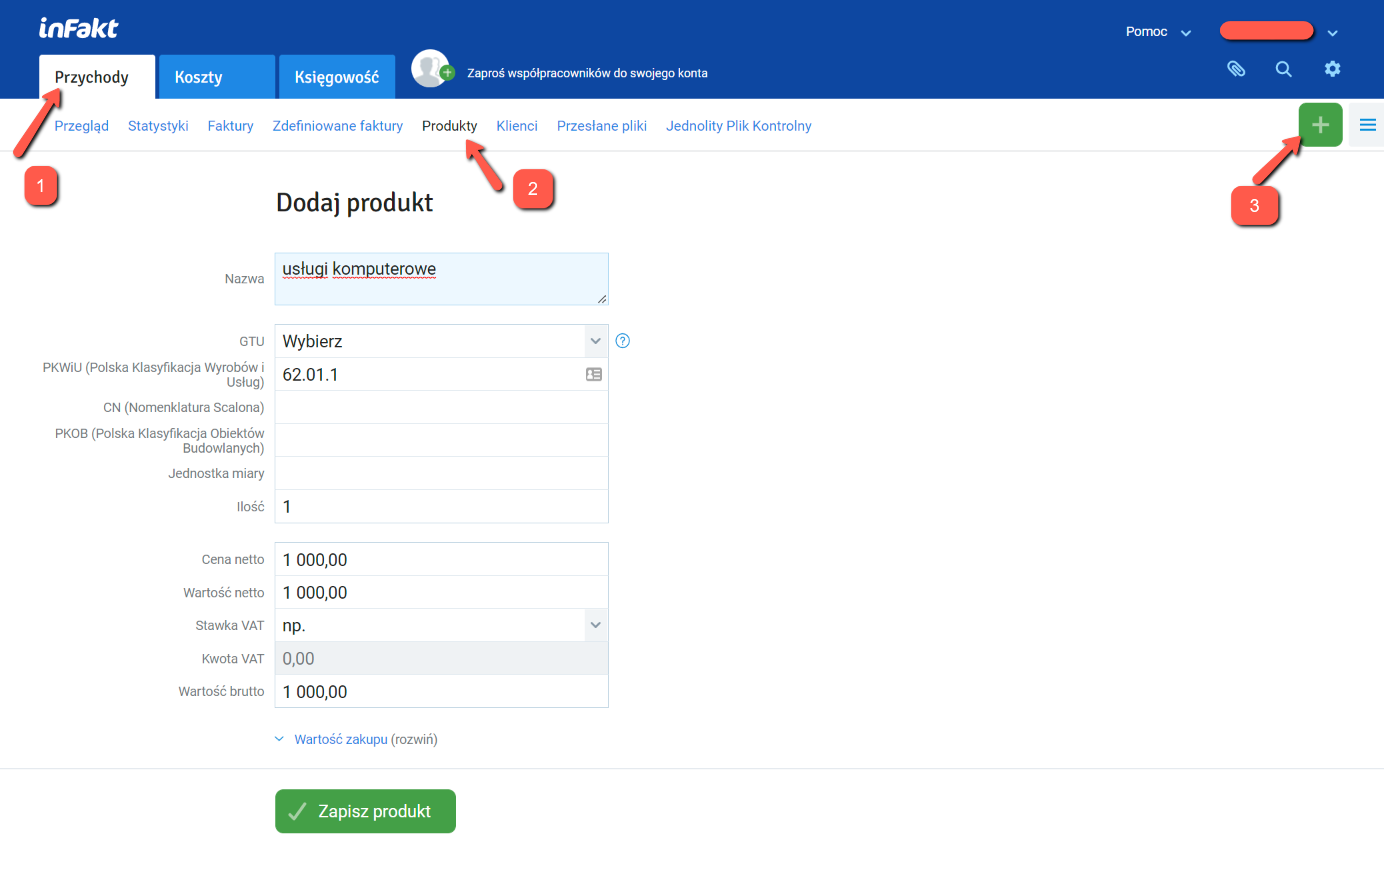 inFakt
Pomoc
Przychody
Koszty
Księgowość
Zaproś współpracowników do swojego konta
Przegląd
Statystyki
Faktury
Zdefiniowane faktury
Produkty
Klienci
Przesłane pliki
Jednolity Plik Kontrolny
1
2
3
Dodaj produkt
Nazwa
usługi komputerowe
GTU
Wybierz
?
PKWiU (Polska Klasyfikacja Wyrobów i
Usług)
62.01.1
CN (Nomenklatura Scalona)
PKOB (Polska Klasyfikacja Obiektów
Budowlanych)
Jednostka miary
Ilość
1
Cena netto
1 000,00
Wartość netto
1 000,00
Stawka VAT
np.
Kwota VAT
0,00
Wartość brutto
1 000,00
Wartość zakupu (rozwiń)
Zapisz produkt